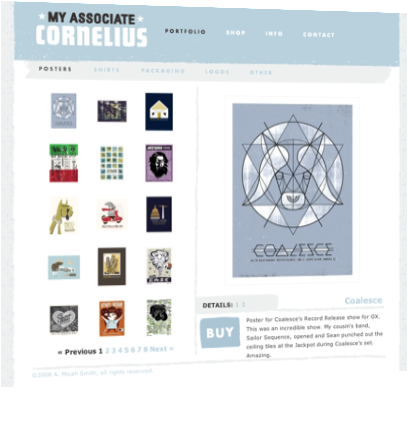 MY ASSOCIATE
CORNELIUS
PORTFOLIO SHOP INFO CONTACT
POSTERS SHIRTS PACKAGING LOGOS OTHER
COALESCE
DETAILS: 1 2
Coalesce
BUY
Poster for Coalesce's Record Release show for OX.
This was an incredible show. My cousin's band,
Sailor Sequence, opened and Sean punched out the
ceiling tiles at the Jackpot during Coalesce's set.
Amazing.
« Previous 1 2 3 4 5 6 7 8 Next »
©2009 A. Micah Smith, all rights reserved.